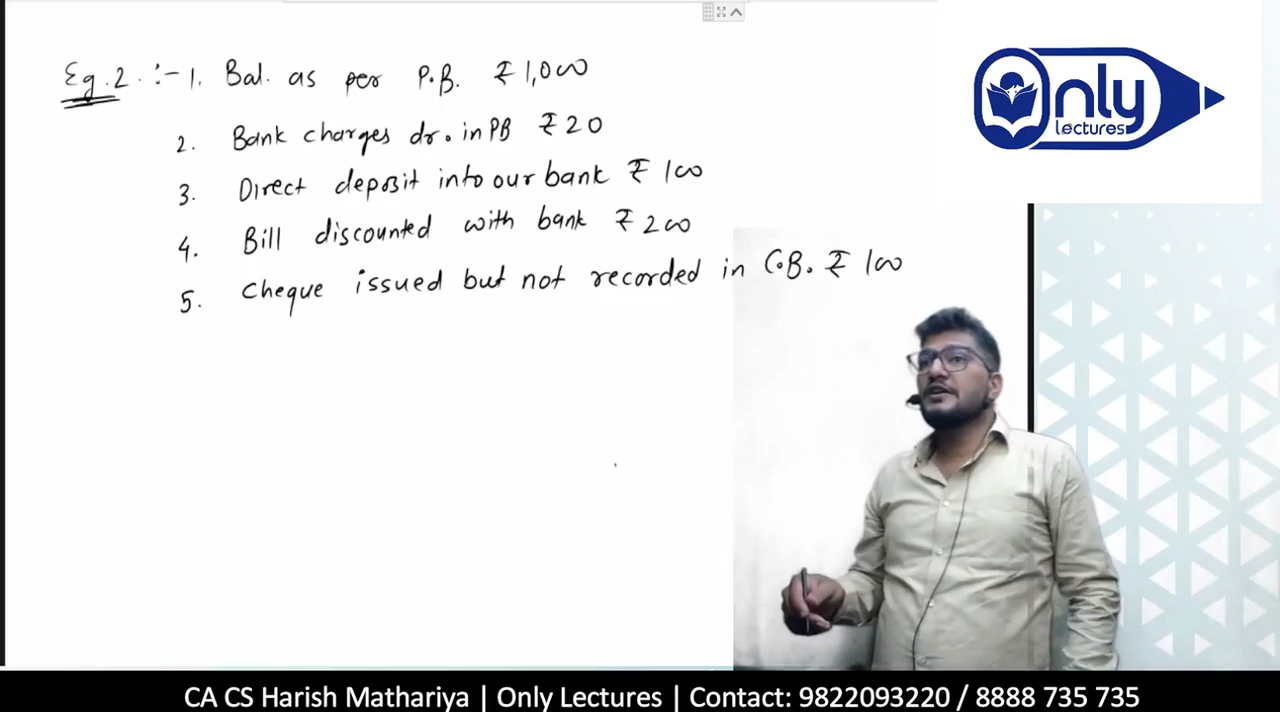 Eg.2. :- 1. Bal. as per P.B. ₹1,000
2. Bank charges dr. in PB ₹20
3. Direct deposit into our bank ₹100
4. Bill discounted with bank ₹200
5. Cheque issued but not recorded in C.B. ₹100
Only
lectures
CA CS Harish Mathariya | Only Lectures | Contact: 9822093220 / 8888 735 735